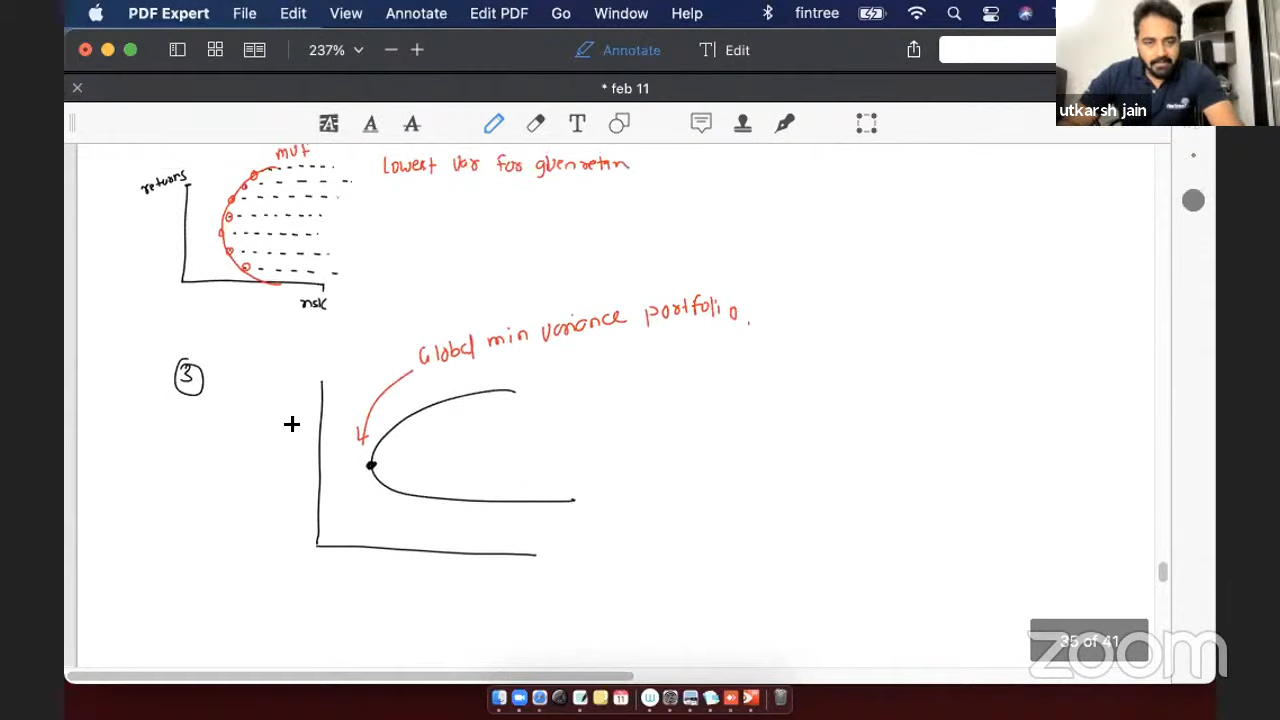 PDF Expert File Edit View Annotate Edit PDF Go Window Help fintree
237% Annotate Edit
utkarsh jain
* feb 11
MVF
Lowest var for given return
returns
risk
Global min variance portfolio.
3
35 of 41
zoom
11